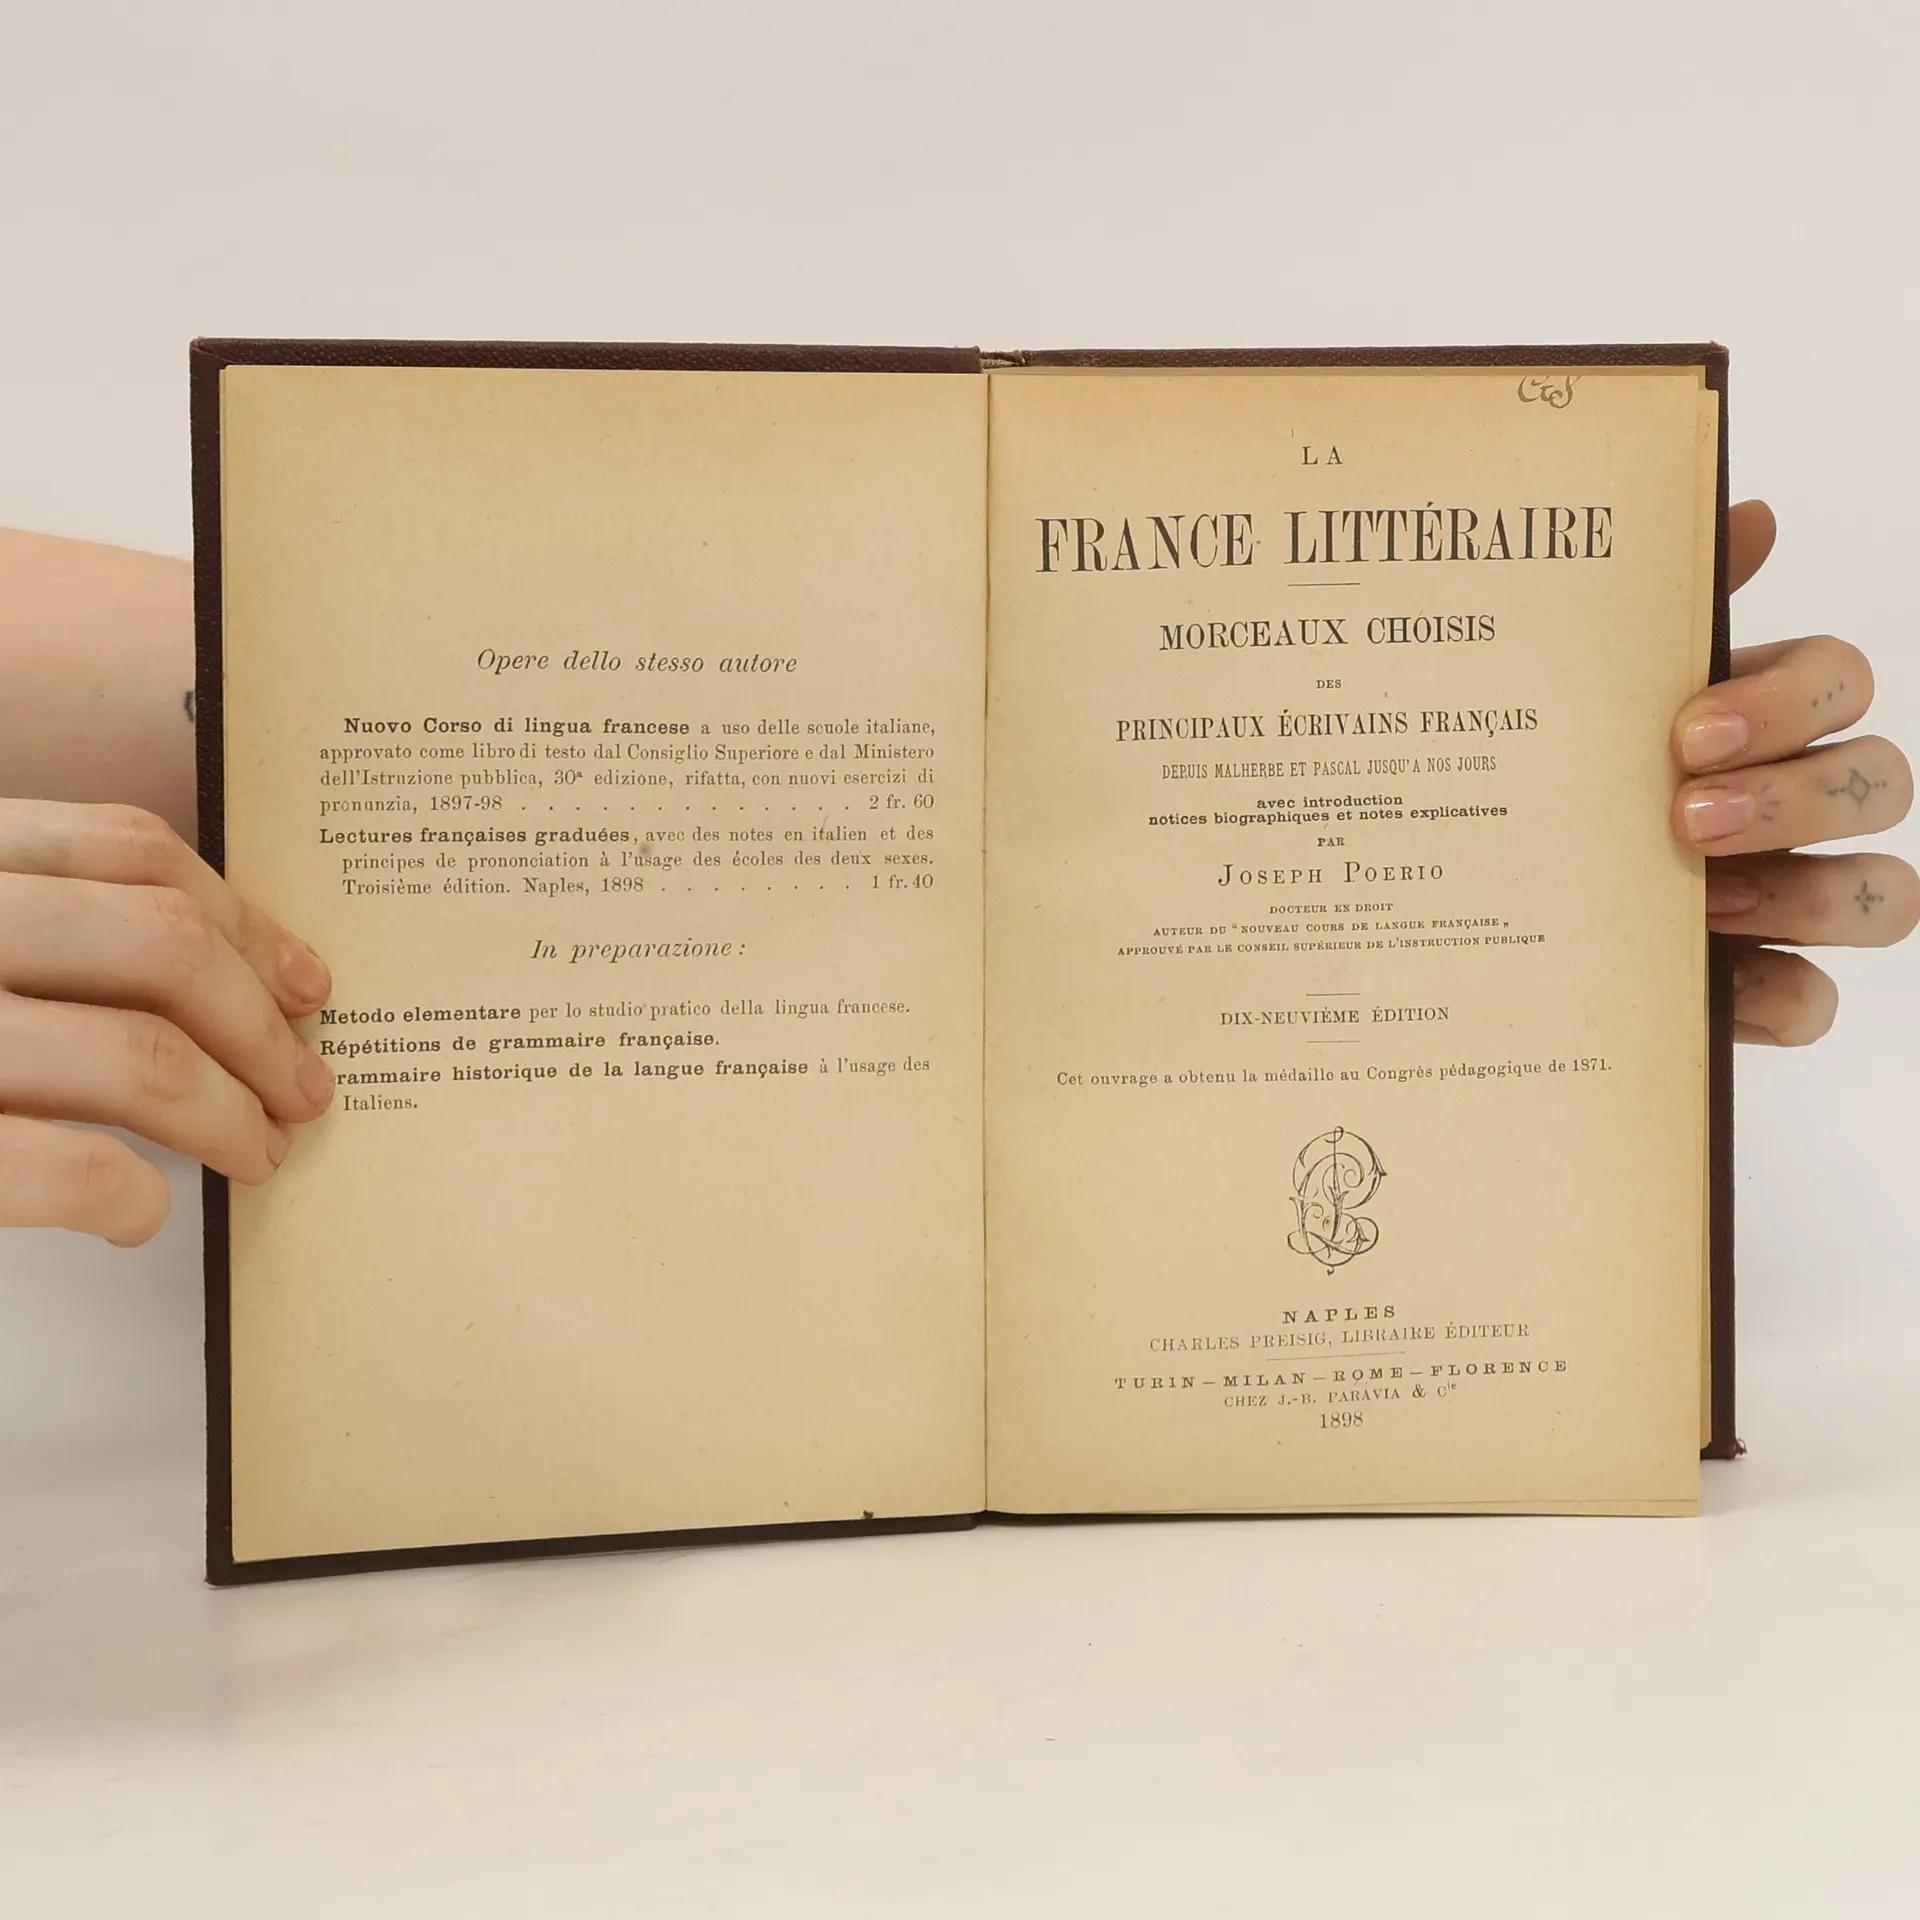 Opere dello stesso autore
Nuovo Corso di lingua francese a uso delle scuole italiane,
approvato come libro di testo dal Consiglio Superiore e dal Ministero
dell'Istruzione pubblica, 30ª edizione, rifatta, con nuovi esercizi di
pronunzia, 1897-98 . . . . . . . . . . . . . 2 fr. 60
Lectures françaises graduées, avec des notes en italien et des
principes de prononciation à l'usage des écoles des deux sexes.
Troisième édition. Naples, 1898 . . . . . . . . 1 fr. 40
In preparazione :
Metodo elementare per lo studio pratico della lingua francese.
Répétitions de grammaire française.
rammaire historique de la langue française à l'usage des
Italiens.
LA
FRANCE LITTÉRAIRE
MORCEAUX CHOISIS
DES
PRINCIPAUX ÉCRIVAINS FRANÇAIS
DEPUIS MALHERBE ET PASCAL JUSQU'A NOS JOURS
avec introduction
notices biographiques et notes explicatives
PAR
JOSEPH POERIO
DOCTEUR EN DROIT
AUTEUR DU “ NOUVEAU COURS DE LANGUE FRANÇAISE „
APPROUVÉ PAR LE CONSEIL SUPÉRIEUR DE L'INSTRUCTION PUBLIQUE
DIX-NEUVIÈME ÉDITION
Cet ouvrage a obtenu la médaille au Congrès pédagogique de 1871.
NAPLES
CHARLES PREISIG, LIBRAIRE ÉDITEUR
TURIN — MILAN — ROME — FLORENCE
CHEZ J.-B. PARAVIA & Cie
1898